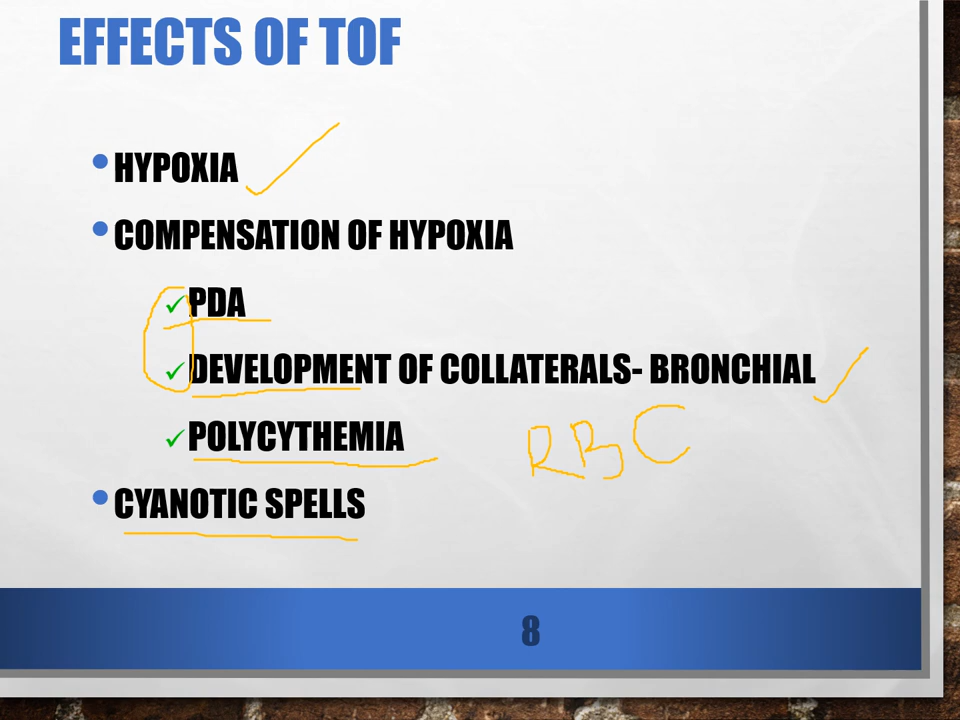 EFFECTS OF TOF
HYPOXIA
COMPENSATION OF HYPOXIA
PDA
DEVELOPMENT OF COLLATERALS- BRONCHIAL
POLYCYTHEMIA
RBC
CYANOTIC SPELLS
8